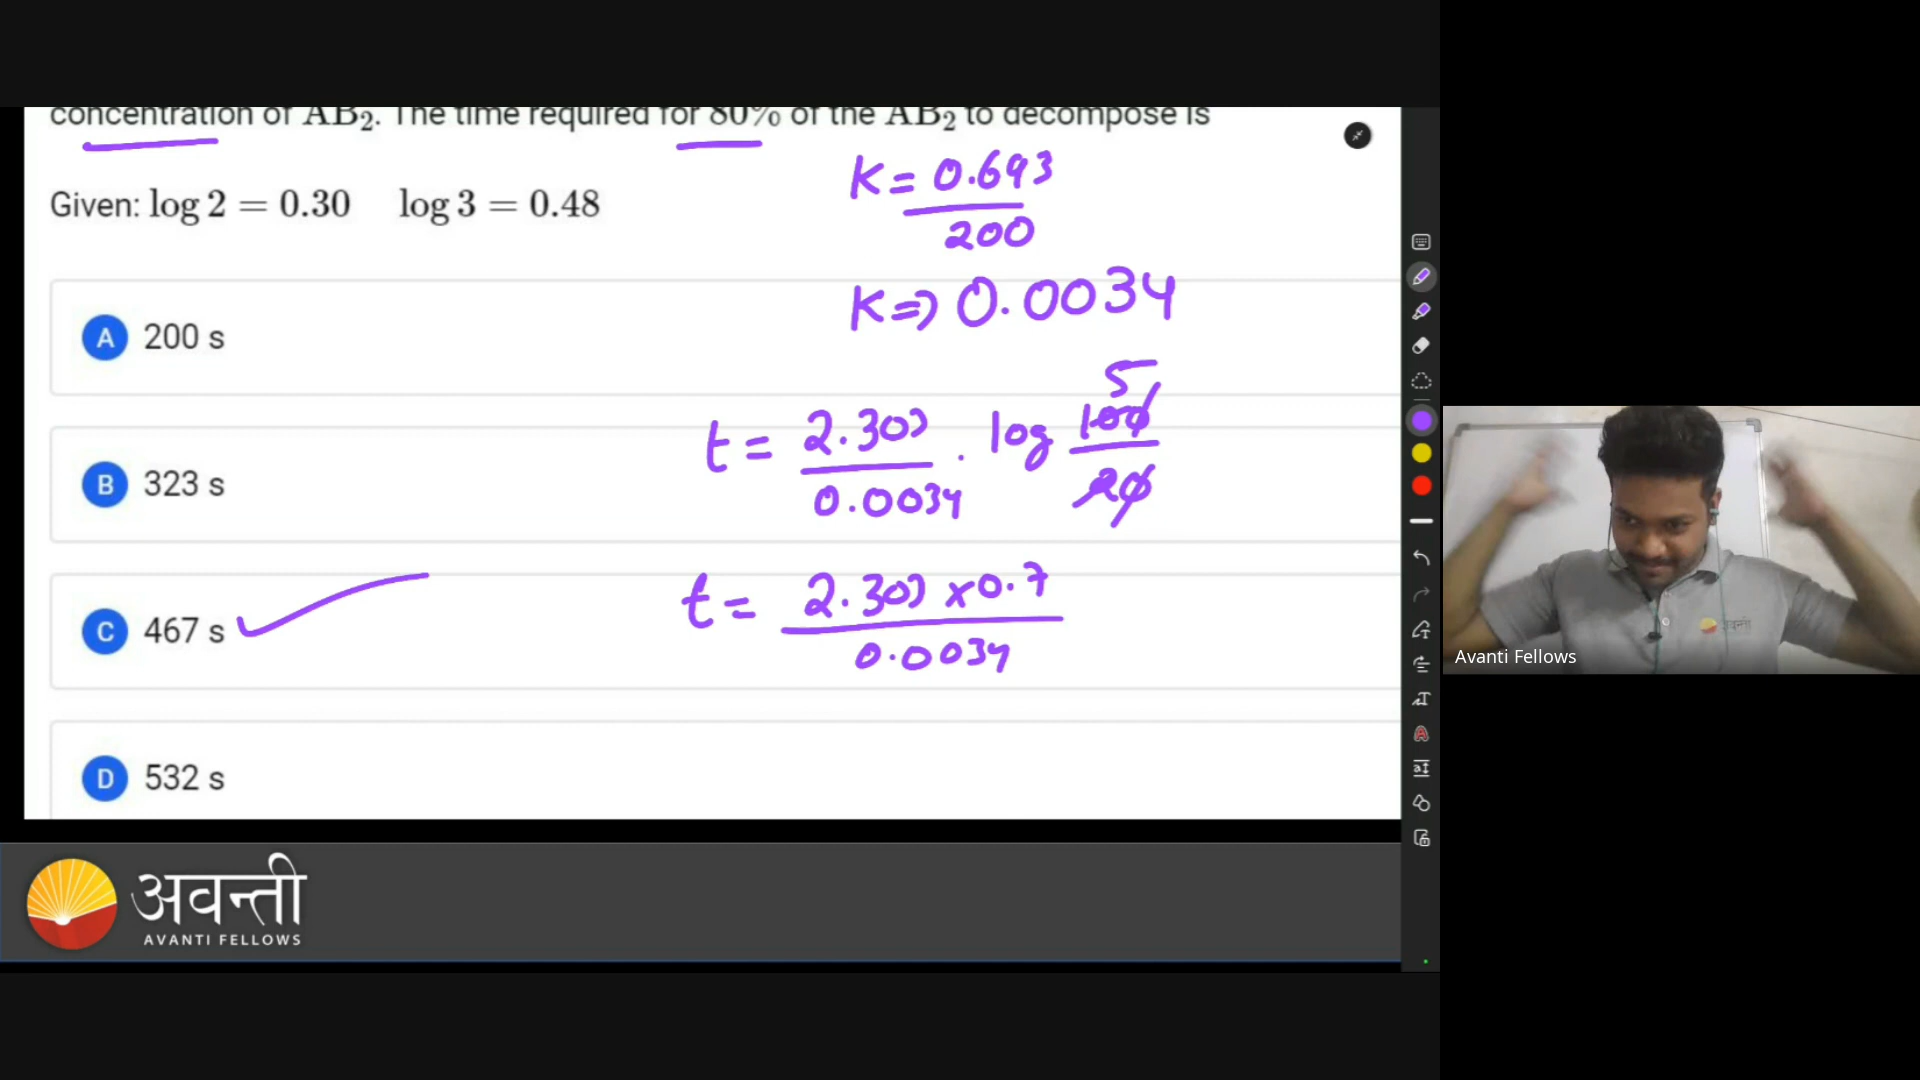 concentration of AB₂. The time required for 80% of the AB₂ to decompose is
Given: log 2 = 0.30 log 3 = 0.48
K = 0.693 / 200
K ⇒ 0.0034
A 200 s
t = 2.303 / 0.0034 . log 100 / 20
5
B 323 s
t = 2.303 x 0.7 / 0.0034
C 467 s
D 532 s
Avanti Fellows
अवन्ती
AVANTI FELLOWS